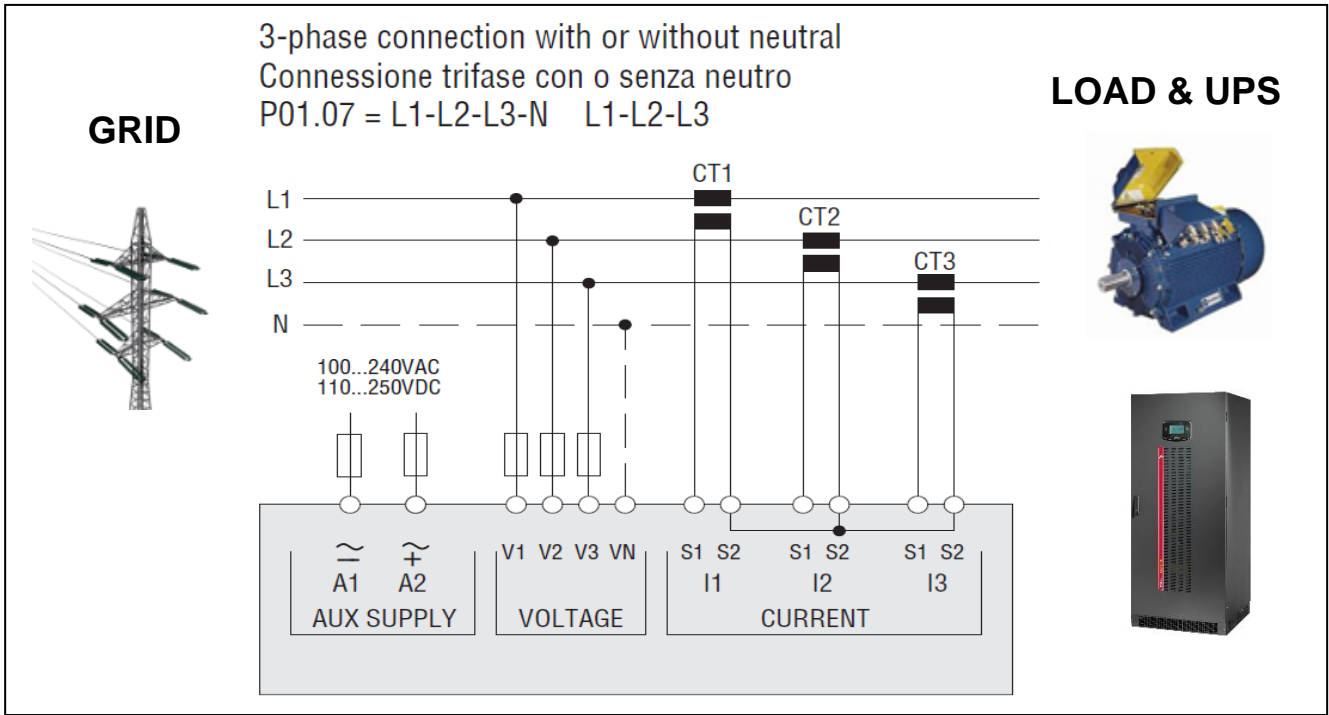 3-phase connection with or without neutral
Connessione trifase con o senza neutro
P01.07 = L1-L2-L3-N L1-L2-L3
GRID
LOAD & UPS
CT1
L1
CT2
L2
CT3
L3
N
100...240VAC
110...250VDC
V1 V2 V3 VN S1 S2 S1 S2 S1 S2
A1 A2 I1 I2 I3
AUX SUPPLY VOLTAGE CURRENT